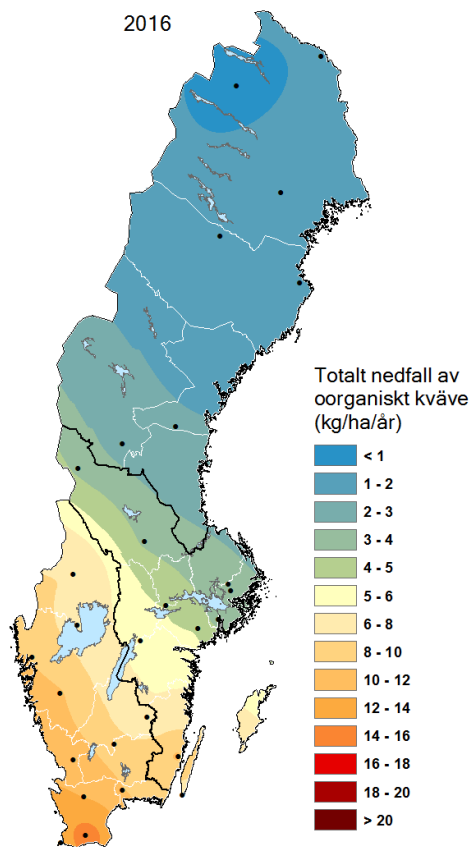 2016
Totalt nedfall av
oorganiskt kväve
(kg/ha/år)
< 1
1 - 2
2 - 3
3 - 4
4 - 5
5 - 6
6 - 8
8 - 10
10 - 12
12 - 14
14 - 16
16 - 18
18 - 20
> 20